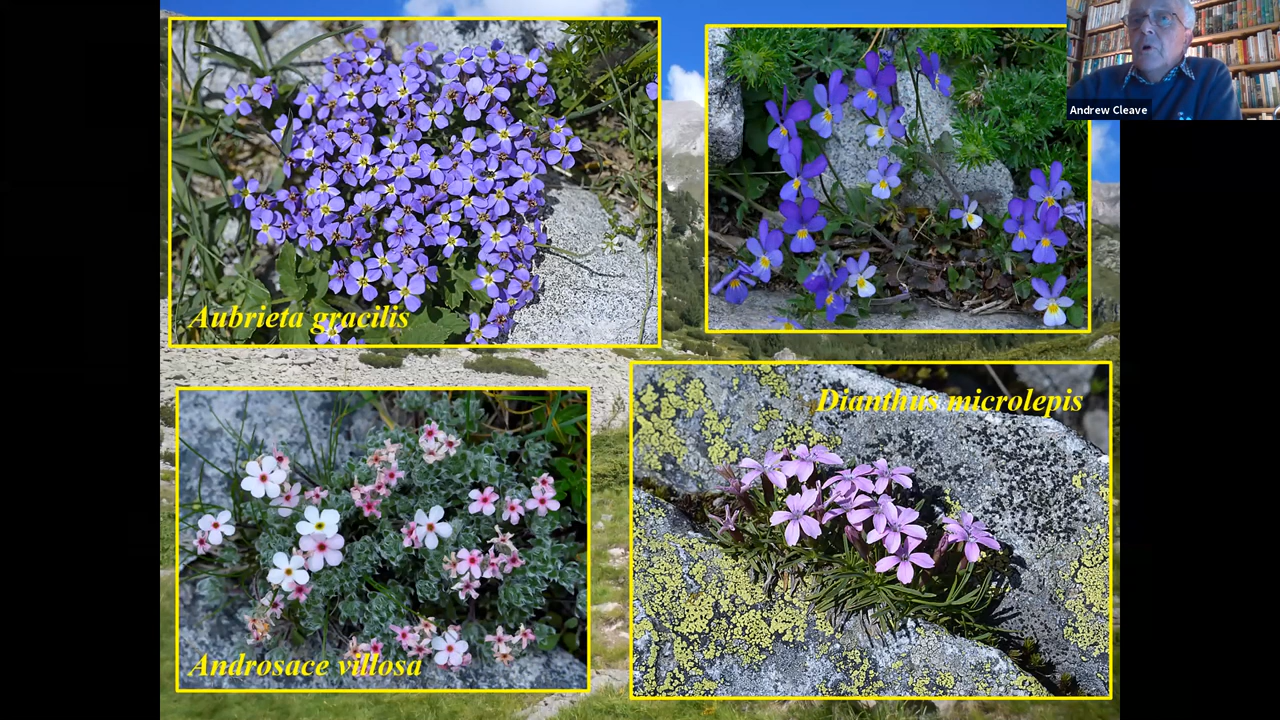 Andrew Cleave
Aubrieta gracilis
Dianthus microlepis
Androsace villosa